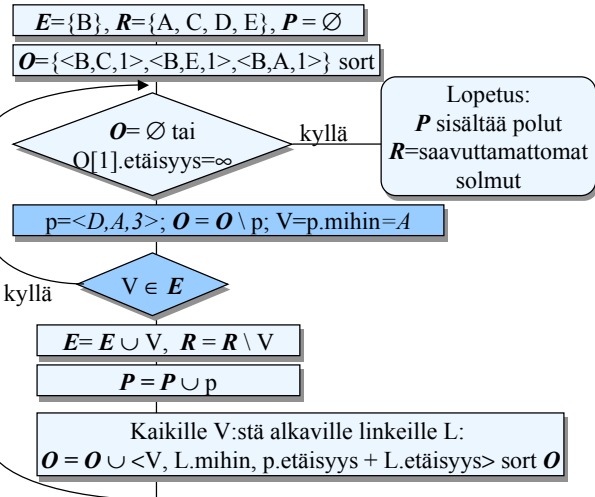 E={B}, R={A, C, D, E}, P = ∅
O={<B,C,1>,<B,E,1>,<B,A,1>} sort
O= ∅ tai
O[1].etäisyys=∞
kyllä
Lopetus:
P sisältää polut
R=saavuttamattomat
solmut
p=<D,A,3>; O = O \ p; V=p.mihin=A
V ∈ E
kyllä
E= E ∪ V, R = R \ V
P = P ∪ p
Kaikille V:stä alkaville linkeille L:
O = O ∪ <V, L.mihin, p.etäisyys + L.etäisyys> sort O